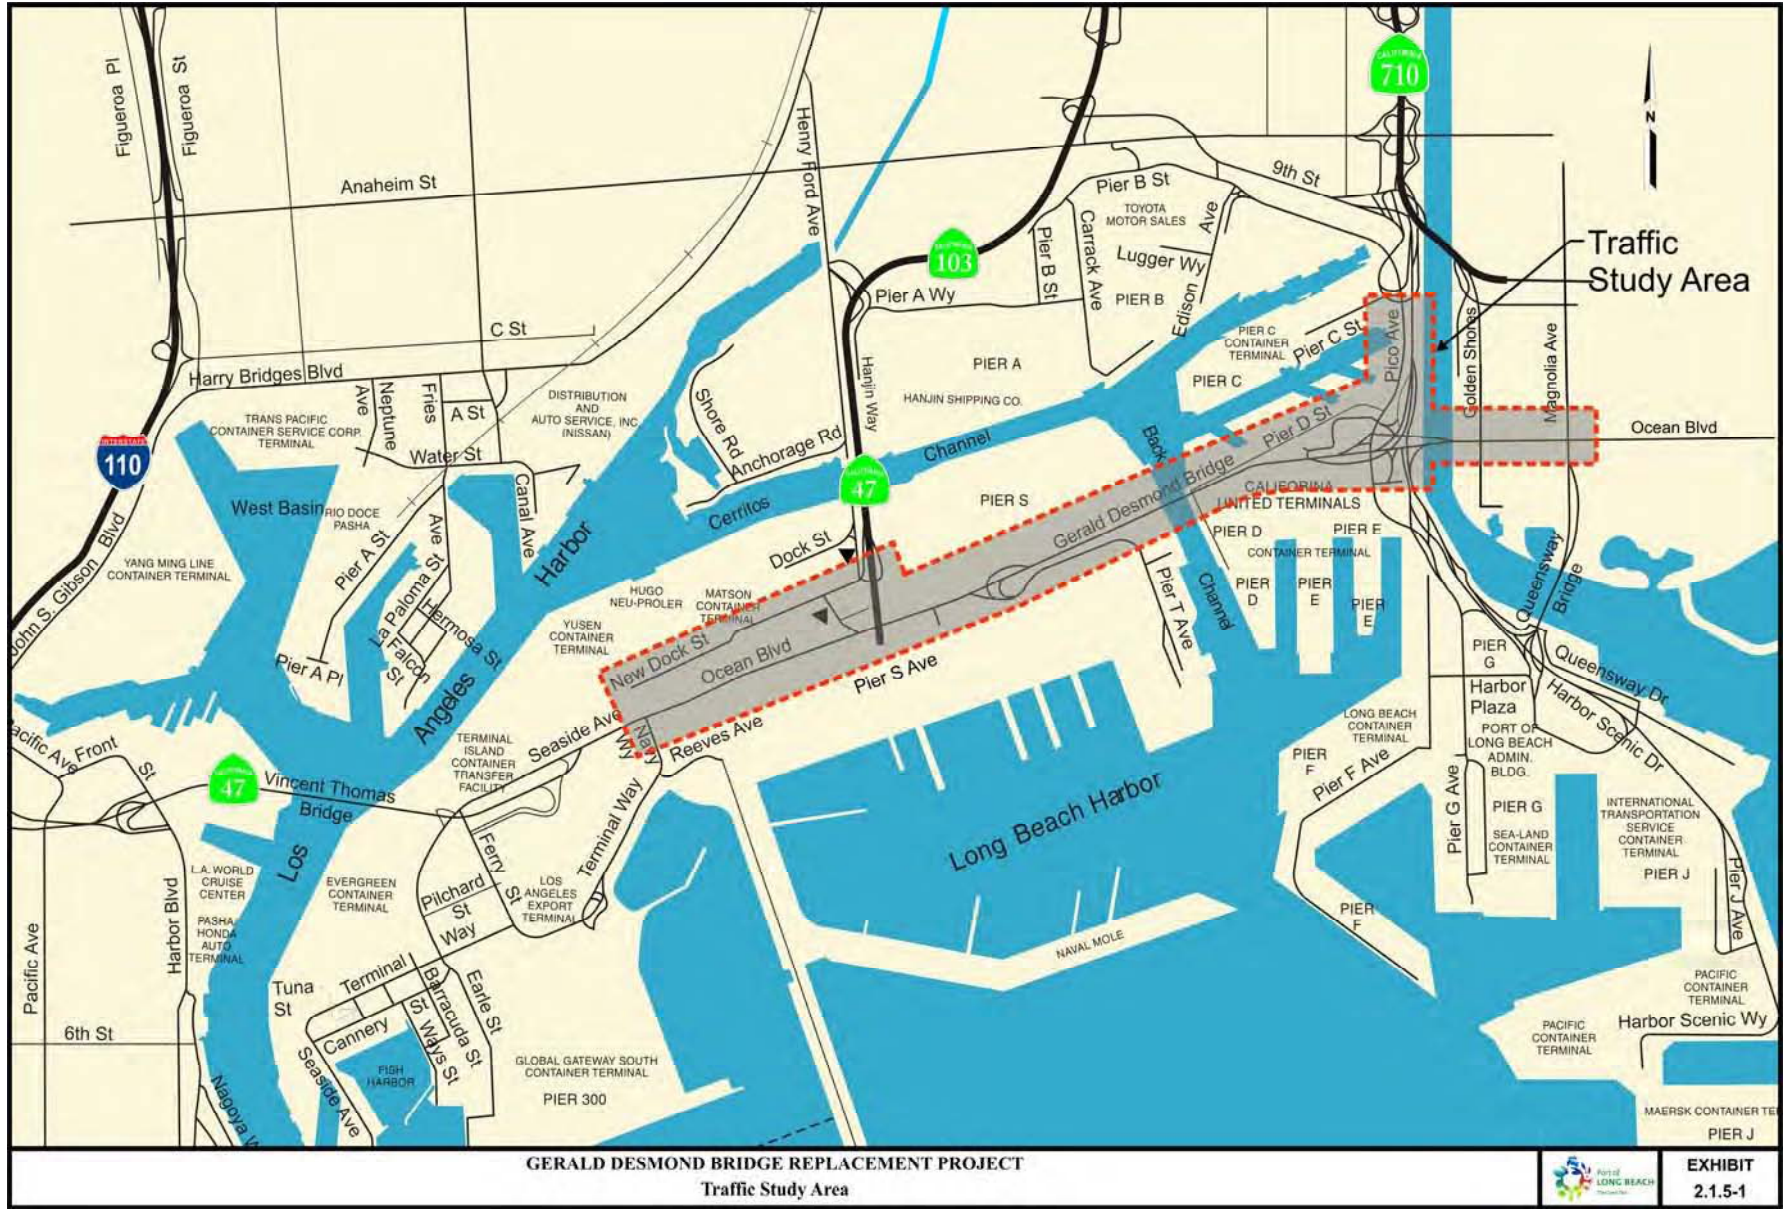 Figueroa Pl
Figueroa St
Anaheim St
Henry Ford Ave
CALIFORNIA
710
N
9th St
Pier B St
TOYOTA
MOTOR SALES
Carrack Ave
Pier B St
Lugger Wy
Edison Ave
PIER B
103
Pier A Wy
Traffic
Study Area
C St
Harry Bridges Blvd
Neptune
Ave
Fries
Ave
A St
DISTRIBUTION
AND
AUTO SERVICE, INC.
(NISSAN)
TRANS PACIFIC
CONTAINER SERVICE CORP.
TERMINAL
Water St
Canal Ave
INTERSTATE
110
West Basin
RIO DOCE
PASHA
Pier A St
YANG MING LINE
CONTAINER TERMINAL
John S. Gibson Blvd
La Paloma St
Hermosa St
La Falcon
St
Pier A Pl
Shore Rd
Anchorage Rd
Hanjin Way
PIER A
HANJIN SHIPPING CO.
PIER C
CONTAINER
TERMINAL
Pier C St
PIER C
Pico Ave
Golden Shores
Magnolia Ave
Ocean Blvd
Cerritos
Channel
CALIFORNIA
47
Back
Channel
Pier D St
Gerald Desmond Bridge
PIER S
CALIFORINA
UNITED TERMINALS
PIER D
PIER E
CONTAINER TERMINAL
PIER
D
PIER
E
PIER
E
Dock St
HUGO
NEU-PROLER
MATSON
CONTAINER
TERMINAL
YUSEN
CONTAINER
TERMINAL
New Dock St
Ocean Blvd
Pier S Ave
Pier T Ave
Queensway
Bridge
Queensway Dr
Harbor Scenic Dr
PIER
G
Harbor
Plaza
PORT OF
LONG BEACH
ADMIN.
BLDG.
LONG BEACH
CONTAINER
TERMINAL
PIER
F
Pier F Ave
Pier G Ave
PIER G
SEA-LAND
CONTAINER
TERMINAL
INTERNATIONAL
TRANSPORTATION
SERVICE
CONTAINER
TERMINAL
PIER J
Pier J Ave
PIER
F
Los
Angeles
Harbor
Pacific Ave
Front
St
CALIFORNIA
47
Vincent Thomas
Bridge
TERMINAL
ISLAND
CONTAINER
TRANSFER
FACILITY
Seaside Ave
Navy
Wy
Reeves Ave
Terminal Way
Ferry
St
Long Beach Harbor
NAVAL MOLE
L.A. WORLD
CRUISE
CENTER
PASHA
HONDA
AUTO
TERMINAL
Harbor Blvd
Pacific Ave
EVERGREEN
CONTAINER
TERMINAL
Pilchard
St
Way
LOS
ANGELES
EXPORT
TERMINAL
Tuna
St
Terminal
Cannery
St
Barracuda St
Ways St
Earle St
Seaside Ave
FISH
HARBOR
6th St
Nagoya W
GLOBAL GATEWAY SOUTH
CONTAINER TERMINAL
PIER 300
PACIFIC
CONTAINER
TERMINAL
Harbor Scenic Wy
PACIFIC
CONTAINER
TERMINAL
MAERSK CONTAINER TE
PIER J
GERALD DESMOND BRIDGE REPLACEMENT PROJECT
Traffic Study Area
Port of
LONG BEACH
EXHIBIT
2.1.5-1